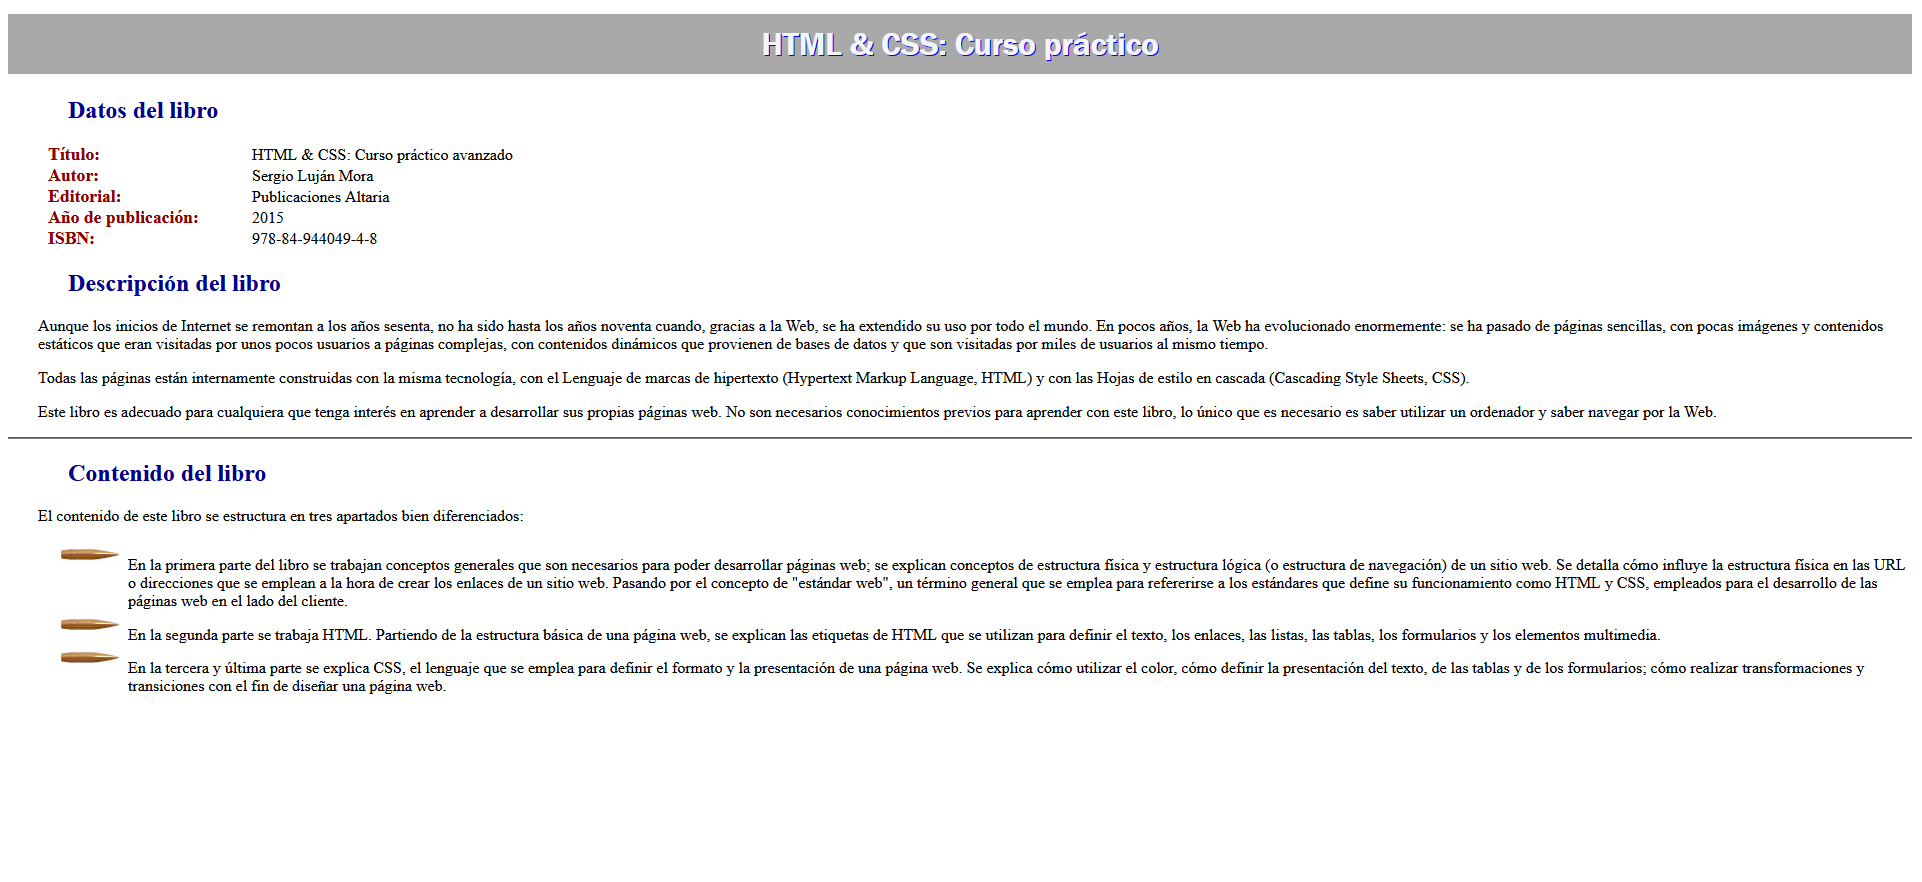 HTML & CSS: Curso práctico
Datos del libro
Título: HTML & CSS: Curso práctico avanzado
Autor: Sergio Luján Mora
Editorial: Publicaciones Altaria
Año de publicación: 2015
ISBN: 978-84-944049-4-8
Descripción del libro
Aunque los inicios de Internet se remontan a los años sesenta, no ha sido hasta los años noventa cuando, gracias a la Web, se ha extendido su uso por todo el mundo. En pocos años, la Web ha evolucionado enormemente: se ha pasado de páginas sencillas, con pocas imágenes y contenidos
estáticos que eran visitadas por unos pocos usuarios a páginas complejas, con contenidos dinámicos que provienen de bases de datos y que son visitadas por miles de usuarios al mismo tiempo.
Todas las páginas están internamente construidas con la misma tecnología, con el Lenguaje de marcas de hipertexto (Hypertext Markup Language, HTML) y con las Hojas de estilo en cascada (Cascading Style Sheets, CSS).
Este libro es adecuado para cualquiera que tenga interés en aprender a desarrollar sus propias páginas web. No son necesarios conocimientos previos para aprender con este libro, lo único que es necesario es saber utilizar un ordenador y saber navegar por la Web.
Contenido del libro
El contenido de este libro se estructura en tres apartados bien diferenciados:
En la primera parte del libro se trabajan conceptos generales que son necesarios para poder desarrollar páginas web; se explican conceptos de estructura física y estructura lógica (o estructura de navegación) de un sitio web. Se detalla cómo influye la estructura física en las URL
o direcciones que se emplean a la hora de crear los enlaces de un sitio web. Pasando por el concepto de "estándar web", un término general que se emplea para refererirse a los estándares que define su funcionamiento como HTML y CSS, empleados para el desarrollo de las
páginas web en el lado del cliente.
En la segunda parte se trabaja HTML. Partiendo de la estructura básica de una página web, se explican las etiquetas de HTML que se utilizan para definir el texto, los enlaces, las listas, las tablas, los formularios y los elementos multimedia.
En la tercera y última parte se explica CSS, el lenguaje que se emplea para definir el formato y la presentación de una página web. Se explica cómo utilizar el color, cómo definir la presentación del texto, de las tablas y de los formularios; cómo realizar transformaciones y
transiciones con el fin de diseñar una página web.